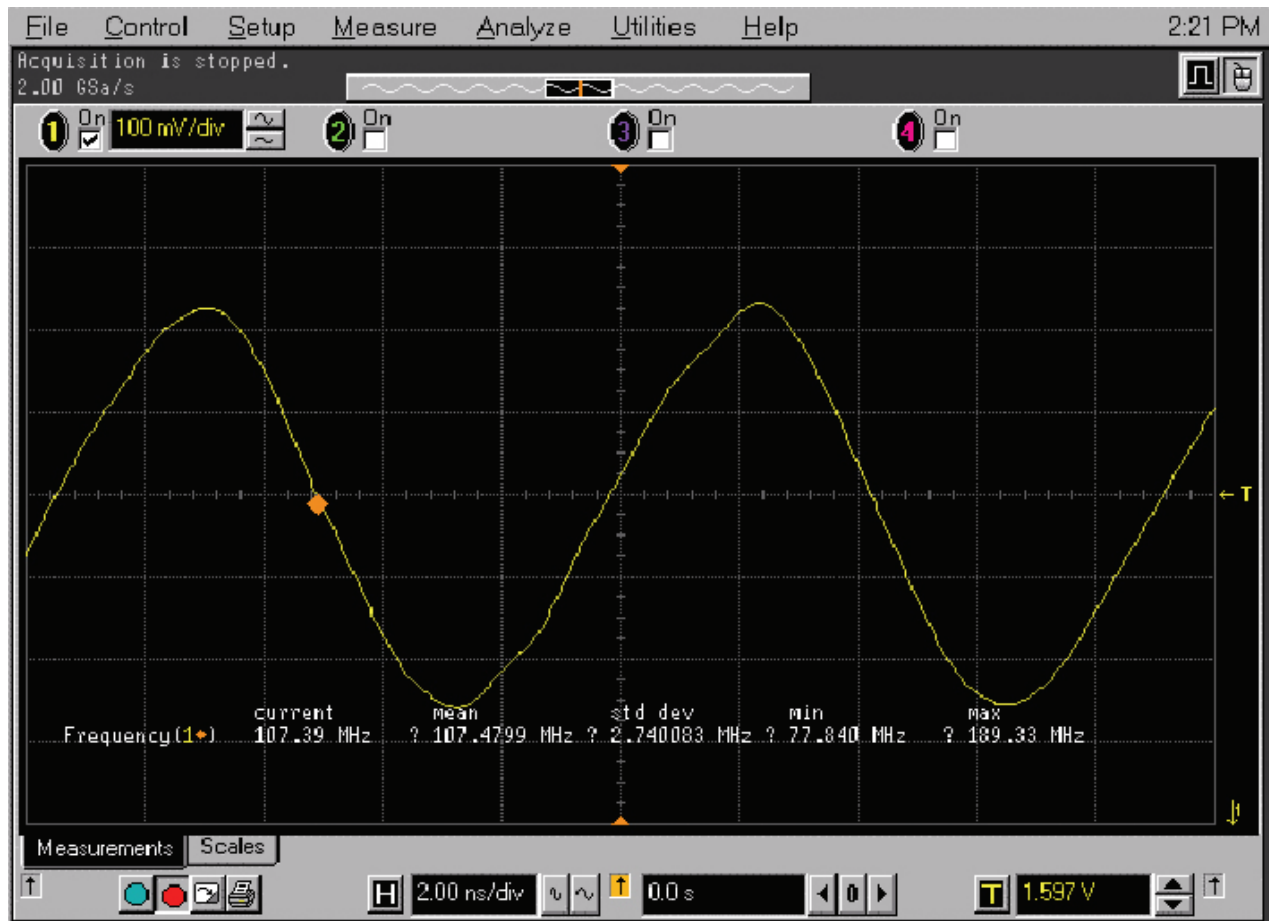 File Control Setup Measure Analyze Utilities Help 2:21 PM
Acquisition is stopped.
2.00 GSa/s
1 On 100 mV/div 2 On 3 On 4 On
T
current mean std dev min max
Frequency(1) 107.39 MHz ? 107.4799 MHz ? 2.740083 MHz ? 77.840 MHz ? 189.33 MHz
Measurements Scales
H 2.00 ns/div 0.0 s 0 T 1.597 V